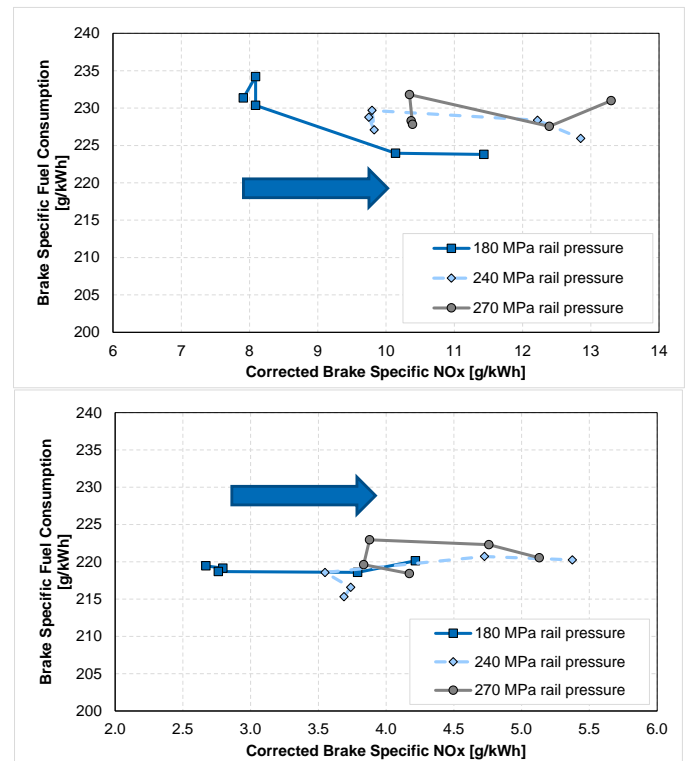 Brake Specific Fuel Consumption
[g/kWh]
240
235
230
225
220
215
210
205
200
180 MPa rail pressure
240 MPa rail pressure
270 MPa rail pressure
6 7 8 9 10 11 12 13 14
Corrected Brake Specific NOx [g/kWh]
Brake Specific Fuel Consumption
[g/kWh]
240
235
230
225
220
215
210
205
200
180 MPa rail pressure
240 MPa rail pressure
270 MPa rail pressure
2.0 2.5 3.0 3.5 4.0 4.5 5.0 5.5 6.0
Corrected Brake Specific NOx [g/kWh]